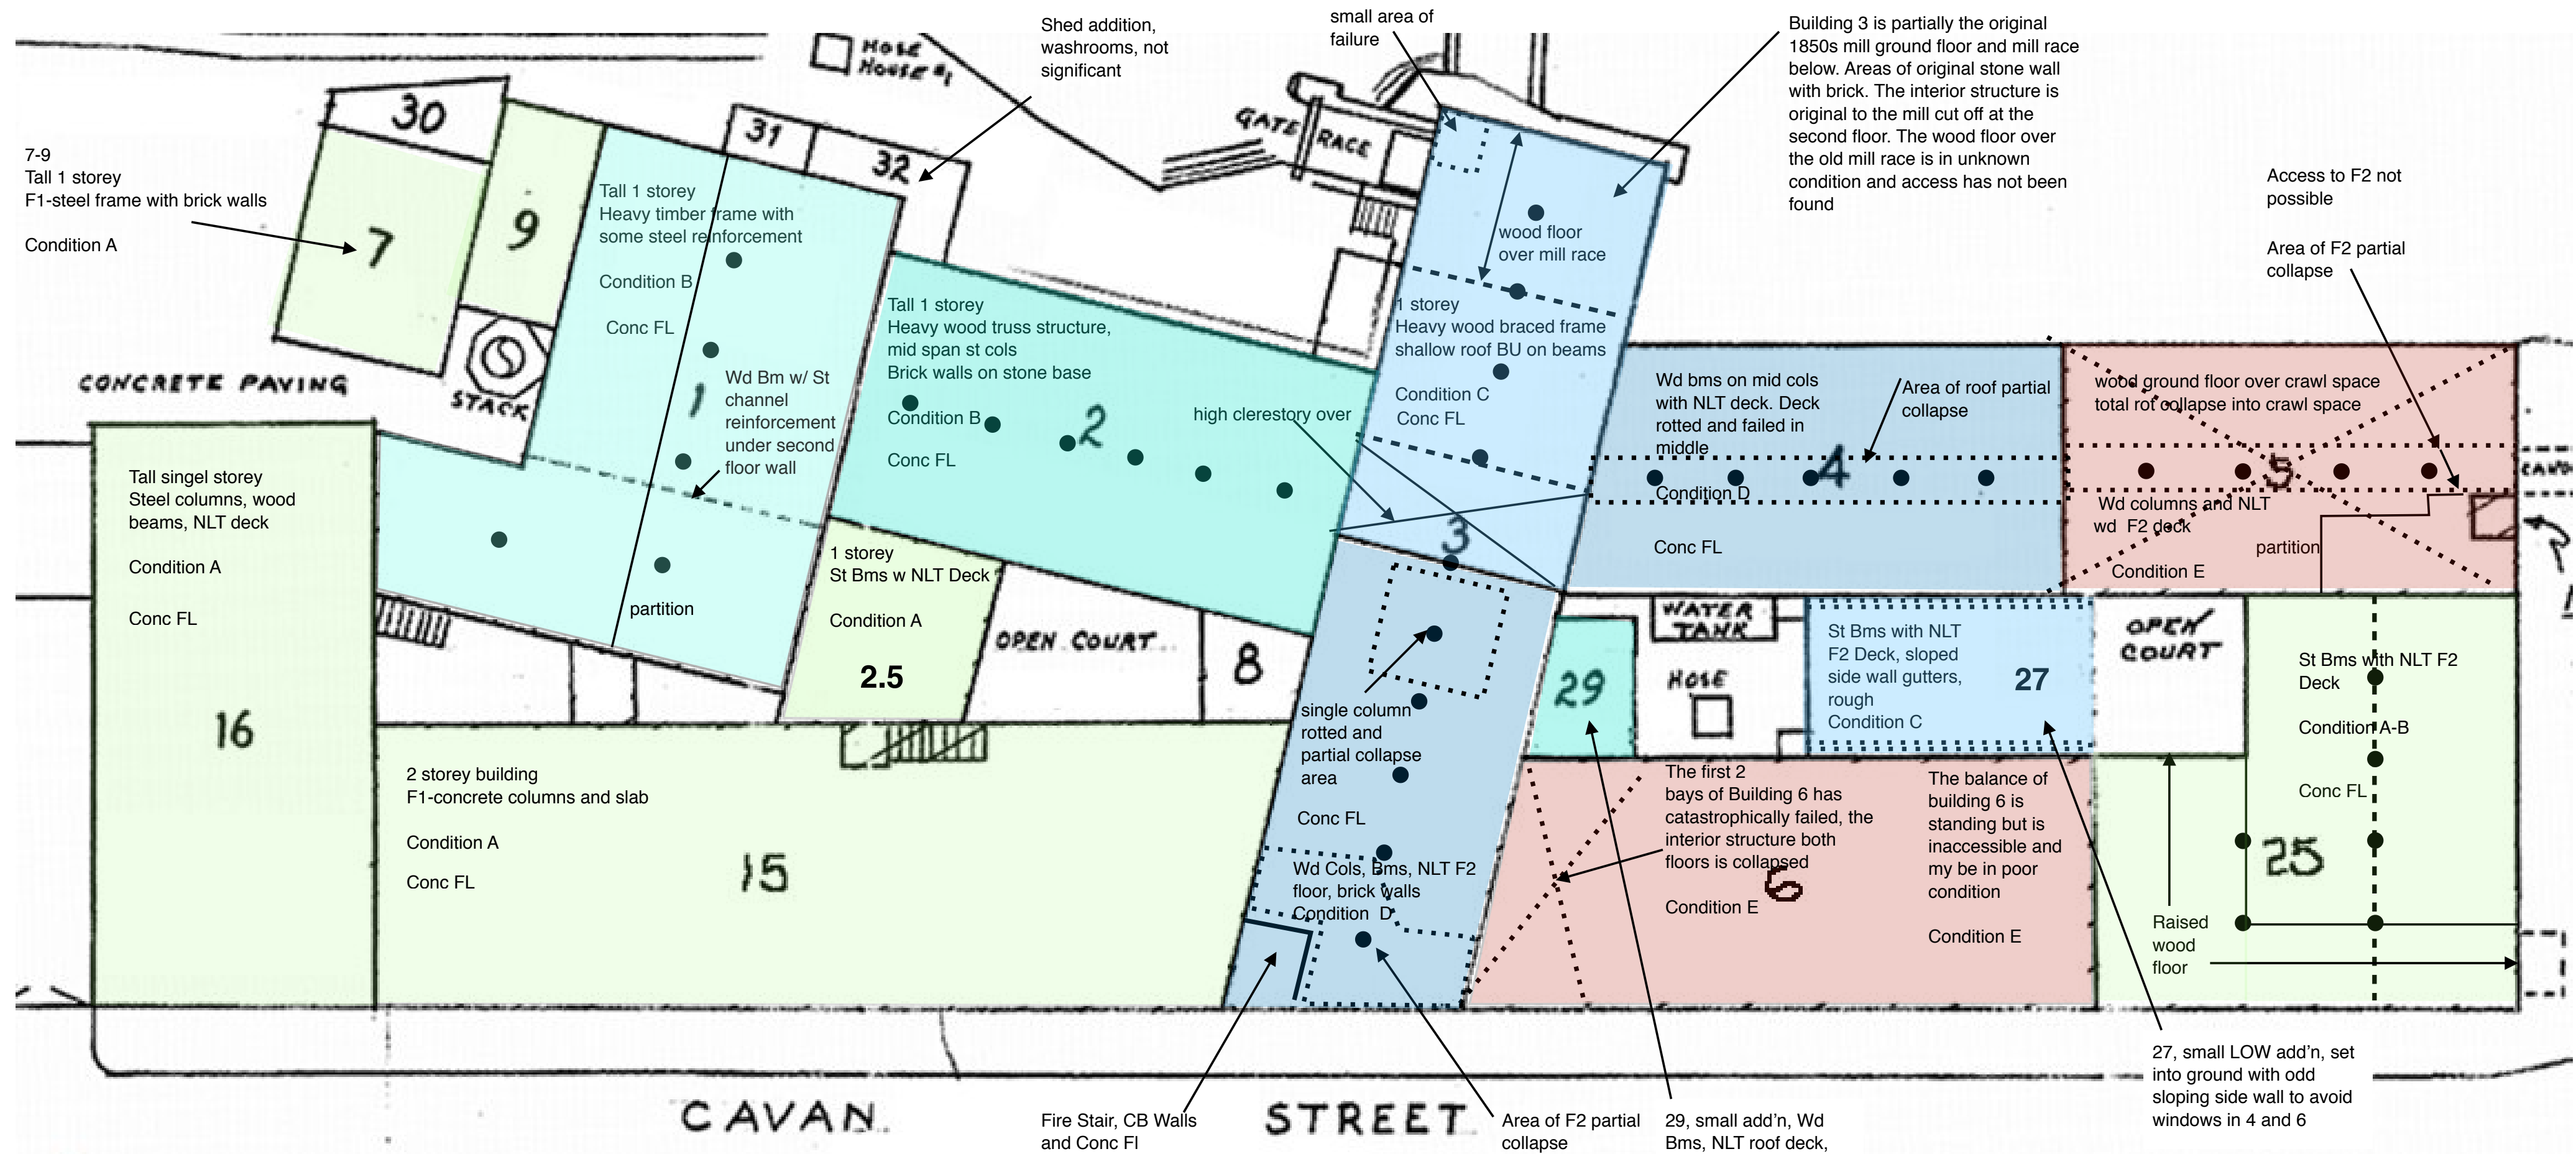 Shed addition,
washrooms, not
significant
small area of
failure
Building 3 is partially the original
1850s mill ground floor and mill race
below. Areas of original stone wall
with brick. The interior structure is
original to the mill cut off at the
second floor. The wood floor over
the old mill race is in unknown
condition and access has not been
found
HOSE
HOUSE #1
GATE
RACE
30
31
32
7-9
Tall 1 storey
F1-steel frame with brick walls
Condition A
7
9
Tall 1 storey
Heavy timber frame with
some steel reinforcement
Condition B
Conc FL
1
Wd Bm w/ St
channel
reinforcement
under second
floor wall
partition
STACK
CONCRETE PAVING
Tall 1 storey
Heavy wood truss structure,
mid span st cols
Brick walls on stone base
Condition B
Conc FL
2
high clerestory over
wood floor
over mill race
1 storey
Heavy wood braced frame
shallow roof BU on beams
Condition C
Conc FL
3
Access to F2 not
possible
Area of F2 partial
collapse
Wd bms on mid cols
with NLT deck. Deck
rotted and failed in
middle
Condition D
Conc FL
Area of roof partial
collapse
4
wood ground floor over crawl space
total rot collapse into crawl space
5
Wd columns and NLT
wd F2 deck
partition
Condition E
Tall singel storey
Steel columns, wood
beams, NLT deck
Condition A
Conc FL
16
1 storey
St Bms w NLT Deck
Condition A
2.5
OPEN COURT
8
2 storey building
F1-concrete columns and slab
Condition A
Conc FL
15
single column
rotted and
partial collapse
area
Conc FL
Wd Cols, Bms, NLT F2
floor, brick walls
Condition D
29
WATER
TANK
HOSE
St Bms with NLT
F2 Deck, sloped
side wall gutters,
rough
Condition C
27
OPEN
COURT
St Bms with NLT F2
Deck
Condition A-B
Conc FL
25
Raised
wood
floor
The first 2
bays of Building 6 has
catastrophically failed, the
interior structure both
floors is collapsed
Condition E
6
The balance of
building 6 is
standing but is
inaccessible and
my be in poor
condition
Condition E
27, small LOW add'n, set
into ground with odd
sloping side wall to avoid
windows in 4 and 6
CAVAN STREET
Fire Stair, CB Walls
and Conc Fl
Area of F2 partial
collapse
29, small add'n, Wd
Bms, NLT roof deck,